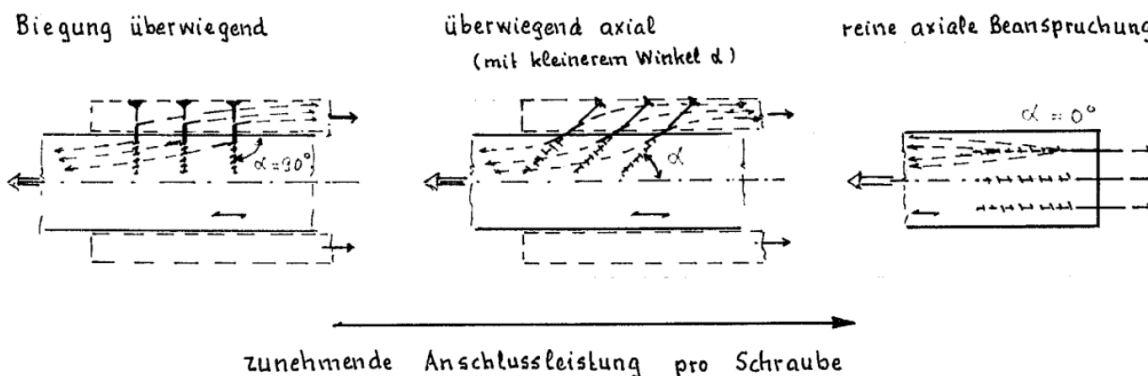 Biegung überwiegend
überwiegend axial
(mit kleinerem Winkel α)
reine axiale Beanspruchung
α = 90°
α
α = 0°
zunehmende Anschlussleistung pro Schraube